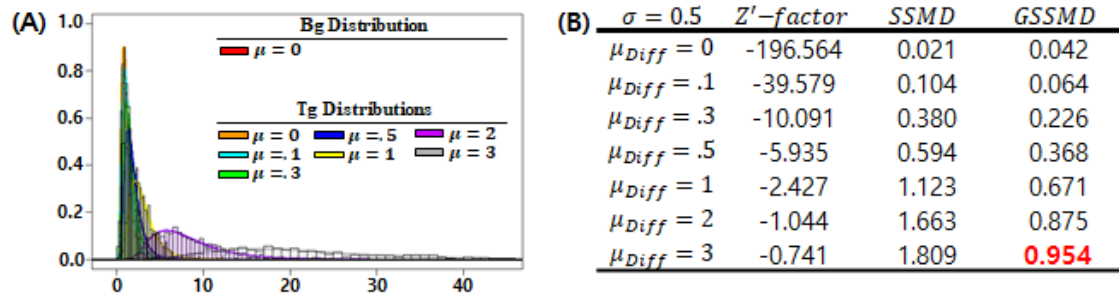 (A)
Bg Distribution
μ = 0
Tg Distributions
μ = 0 μ =. 5 μ = 2
μ =. 1 μ = 1 μ = 3
μ =. 3
1.0
0.8
0.6
0.4
0.2
0.0
0 10 20 30 40
(B)
σ = 0.5 Z′−factor SSMD GSSMD
μDiff = 0 -196.564 0.021 0.042
μDiff = .1 -39.579 0.104 0.064
μDiff = .3 -10.091 0.380 0.226
μDiff = .5 -5.935 0.594 0.368
μDiff = 1 -2.427 1.123 0.671
μDiff = 2 -1.044 1.663 0.875
μDiff = 3 -0.741 1.809 0.954